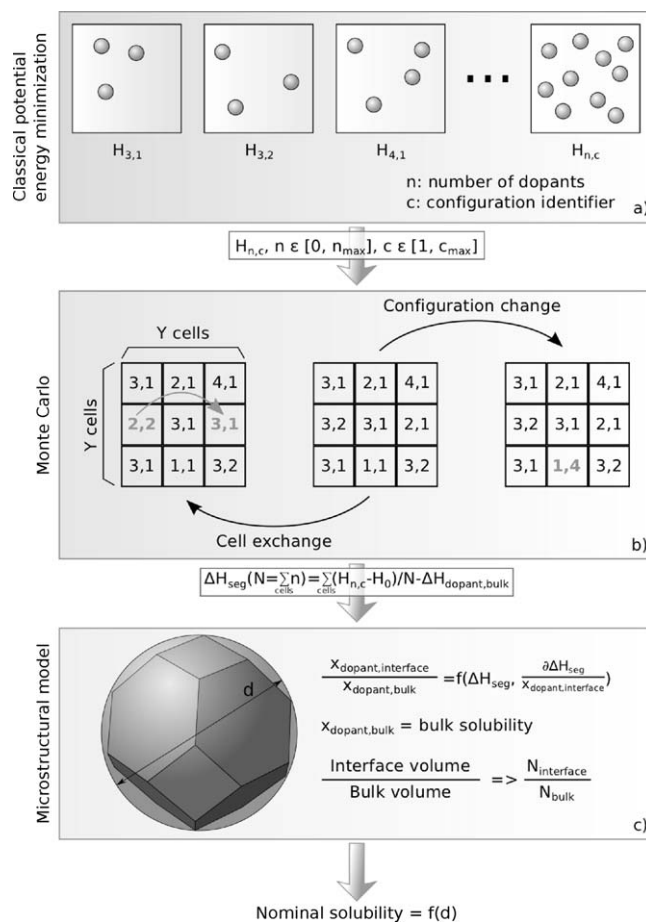 Classical potential
energy minimization
H3,1 H3,2 H4,1 ... Hn,c
n: number of dopants
c: configuration identifier
a)
Hn,c, n ε [0, nmax], c ε [1, cmax]
Monte Carlo
Configuration change
Y cells
Y cells
3,1 2,1 4,1
2,2 3,1 3,1
3,1 1,1 3,2
3,1 2,1 4,1
3,2 3,1 2,1
3,1 1,1 3,2
3,1 2,1 4,1
3,2 3,1 2,1
3,1 1,4 3,2
Cell exchange
b)
ΔHseg(N=∑n)=∑(Hn,c-H0)/N-ΔHdopant,bulk
cells cells
Microstructural model
d
xdopant,interface / xdopant,bulk =f(ΔHseg, ∂ΔHseg / xdopant,interface)
xdopant,bulk = bulk solubility
Interface volume / Bulk volume => Ninterface / Nbulk
c)
Nominal solubility = f(d)